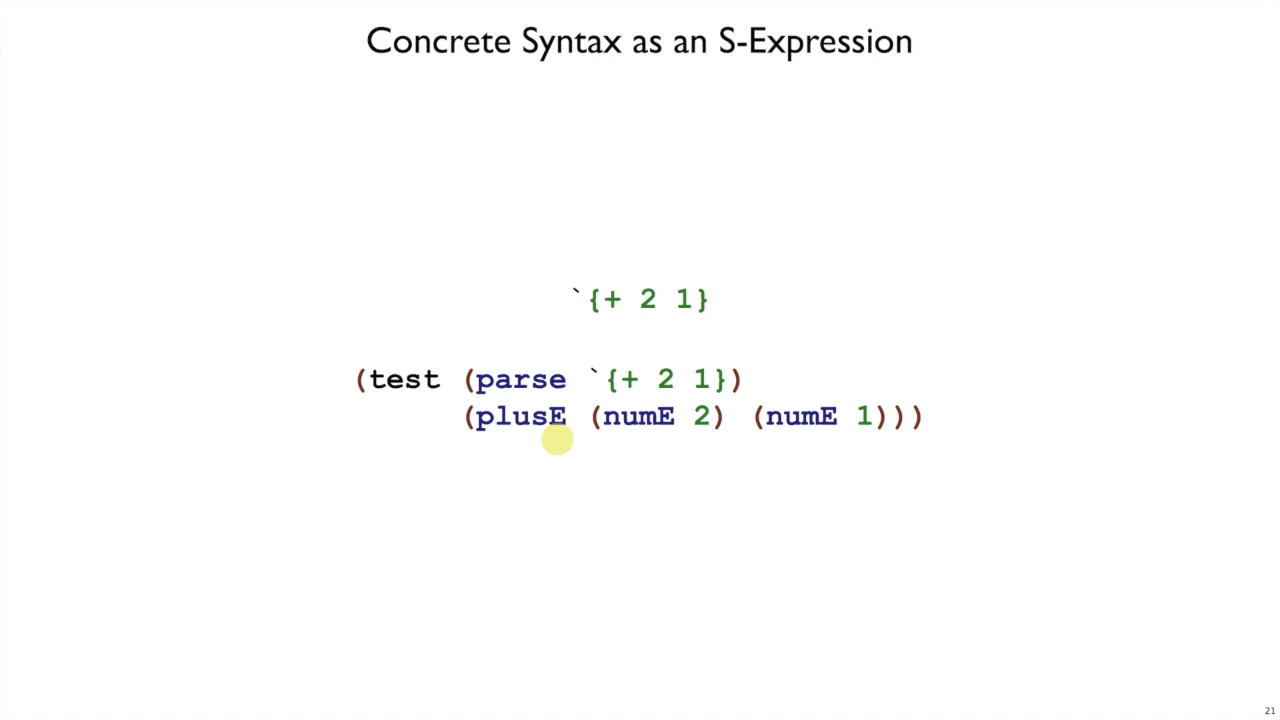 Concrete Syntax as an S-Expression
`{+ 2 1}
(test (parse `{+ 2 1})
(plusE (numE 2) (numE 1)))
21